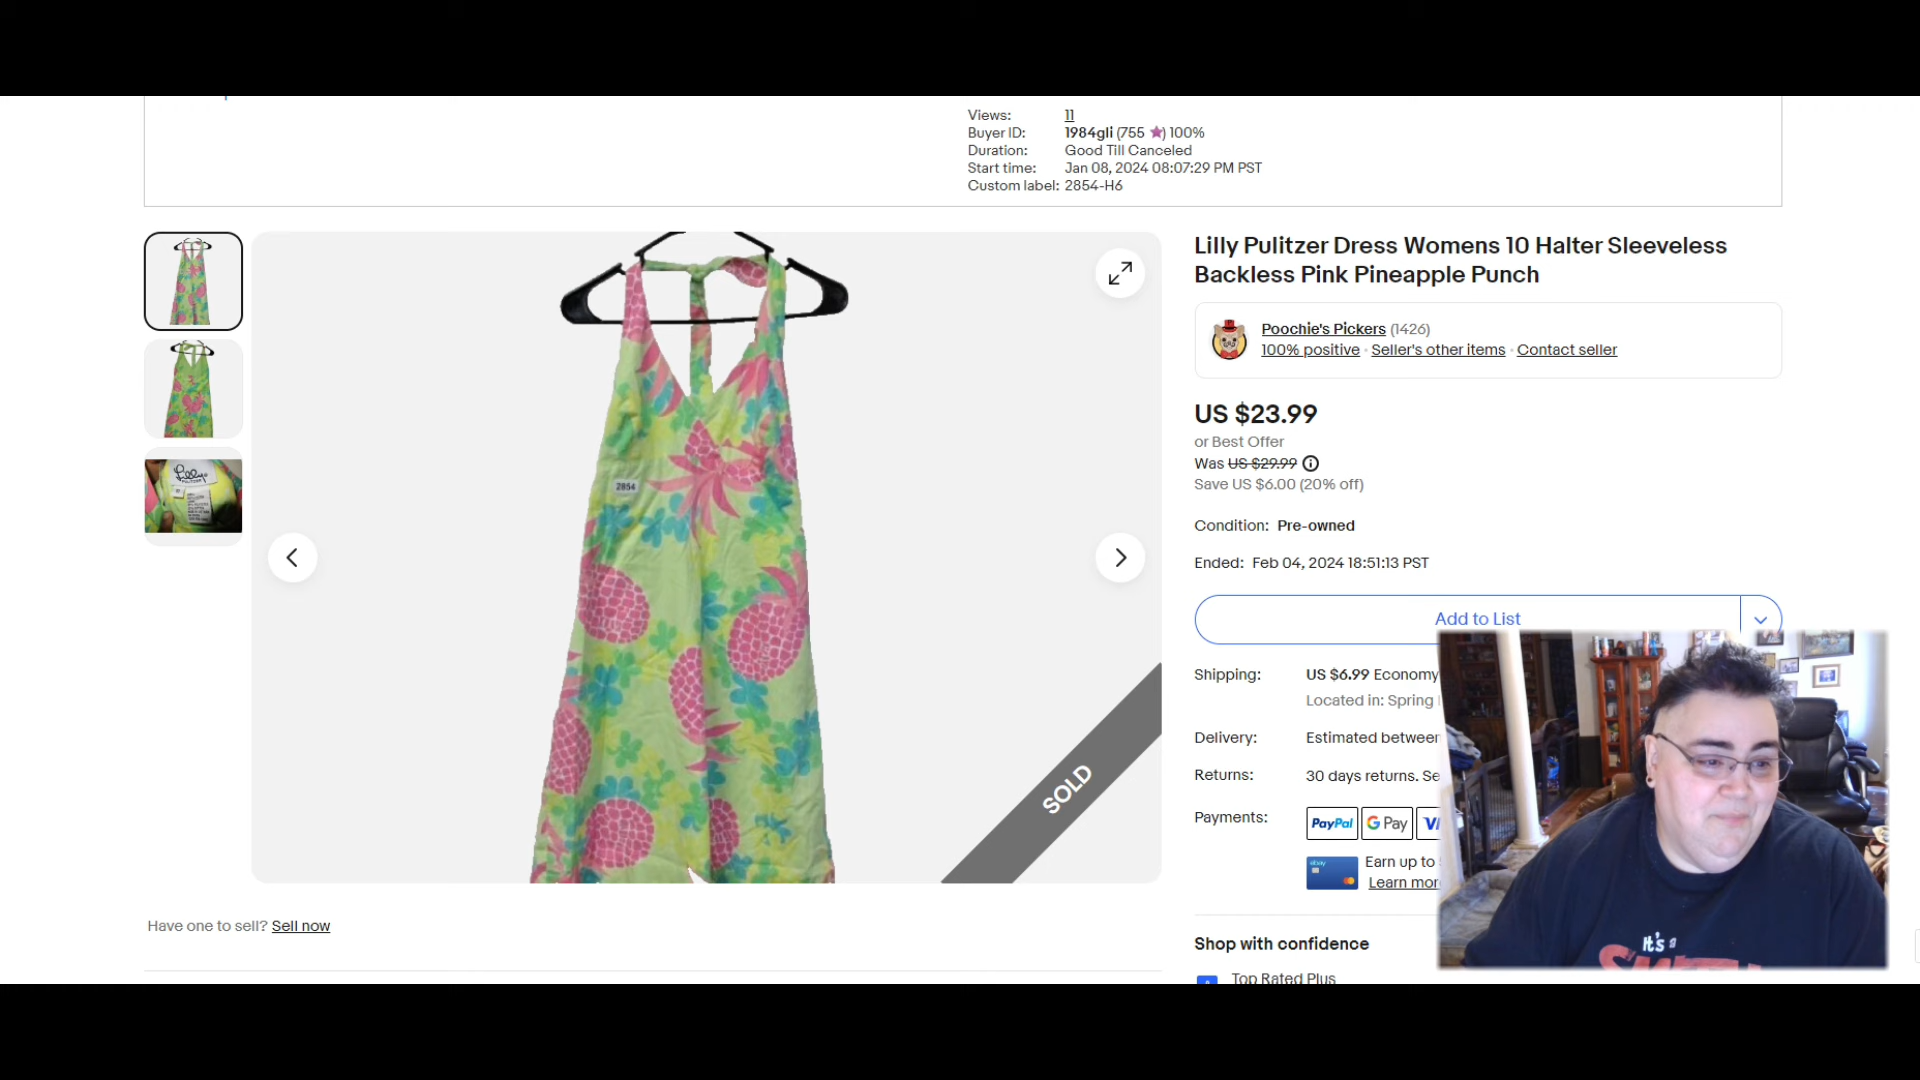 Views: 11
Buyer ID: 1984gli (755 ) 100%
Duration: Good Till Canceled
Start time: Jan 08, 2024 08:07:29 PM PST
Custom label: 2854-H6
Lilly Pulitzer Dress Womens 10 Halter Sleeveless
Backless Pink Pineapple Punch
Poochie's Pickers (1426)
100% positive · Seller's other items · Contact seller
US $23.99
or Best Offer
Was US $29.99
Save US $6.00 (20% off)
Condition: Pre-owned
Ended: Feb 04, 2024 18:51:13 PST
Add to List
Shipping: US $6.99 Economy
Located in: Spring
Delivery: Estimated between
Returns: 30 days returns. Se
Payments: PayPal G Pay VI
ebay
Earn up to
Learn mor
Shop with confidence
Top Rated Plus
2854
SOLD
Lilly
Have one to sell? Sell now
It's a